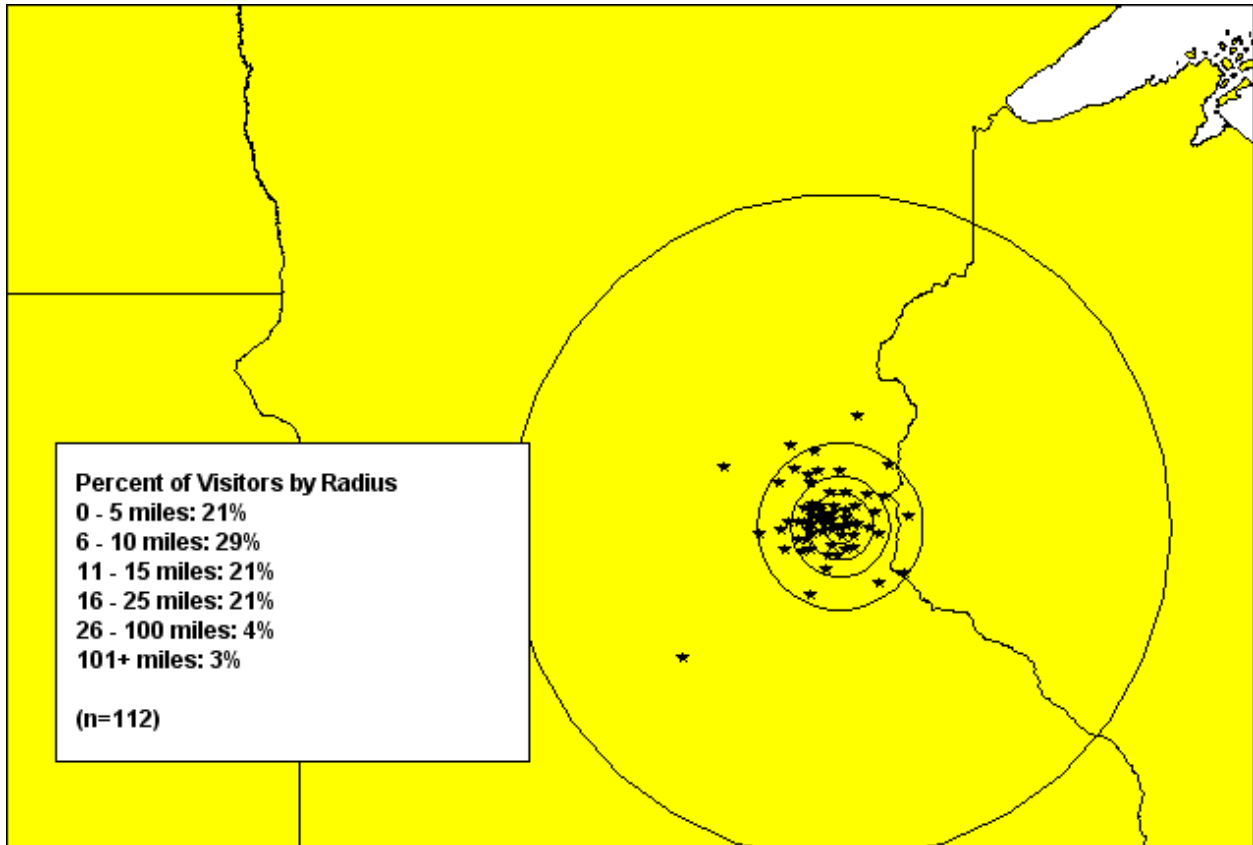 Percent of Visitors by Radius
0 - 5 miles: 21%
6 - 10 miles: 29%
11 - 15 miles: 21%
16 - 25 miles: 21%
26 - 100 miles: 4%
101+ miles: 3%
(n=112)